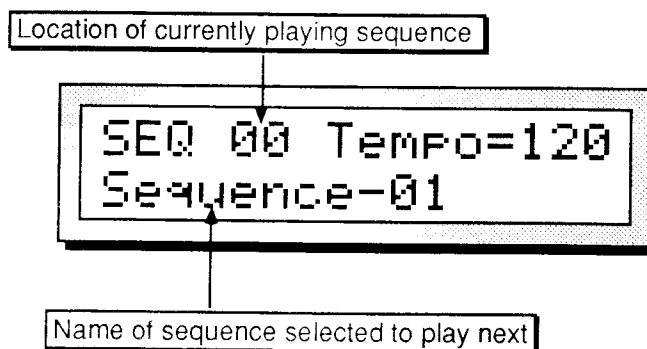 Location of currently playing sequence
SEQ 00 Tempo=120
Sequence-01
Name of sequence selected to play next